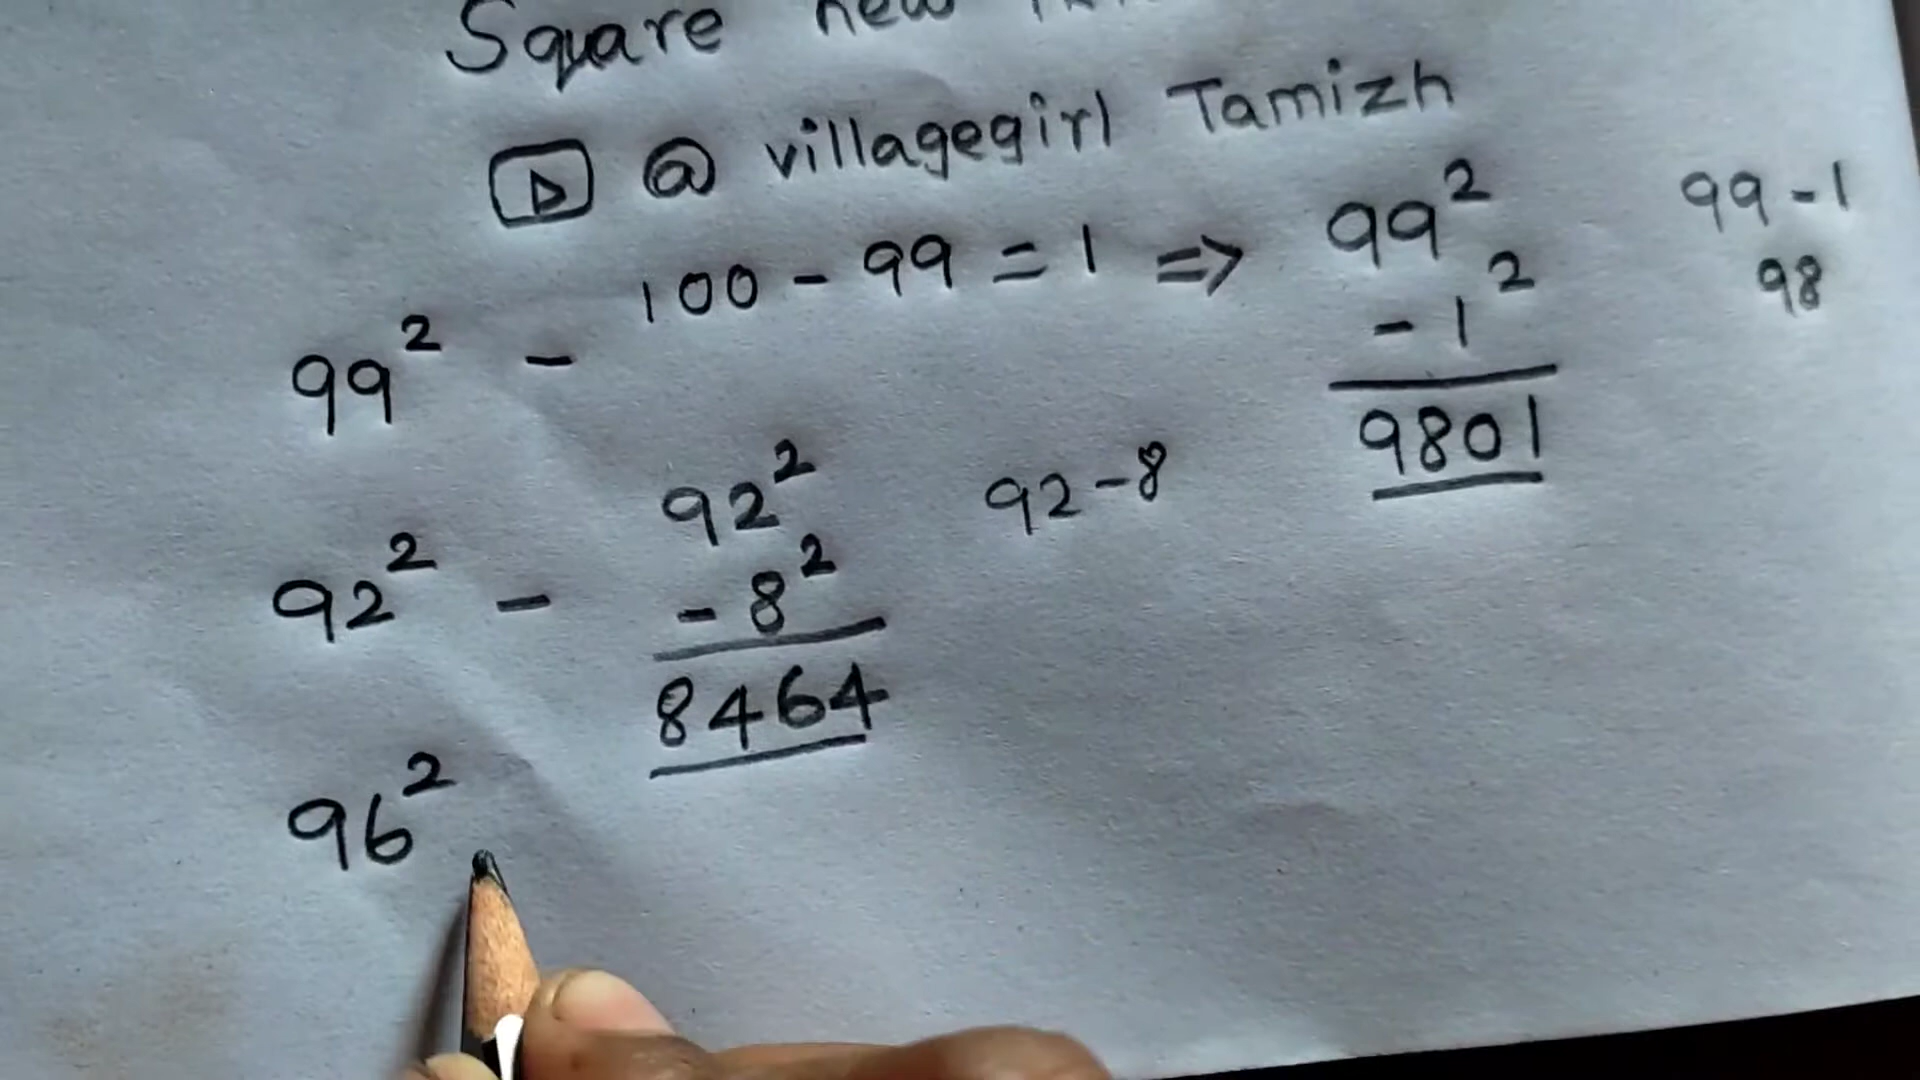 Square new
@ villagegirl Tamizh
99² - 100 - 99 = 1 => 99²
- 1²
9801
99 - 1
98
92² - 92²
- 8²
8464
92 - 8
96²